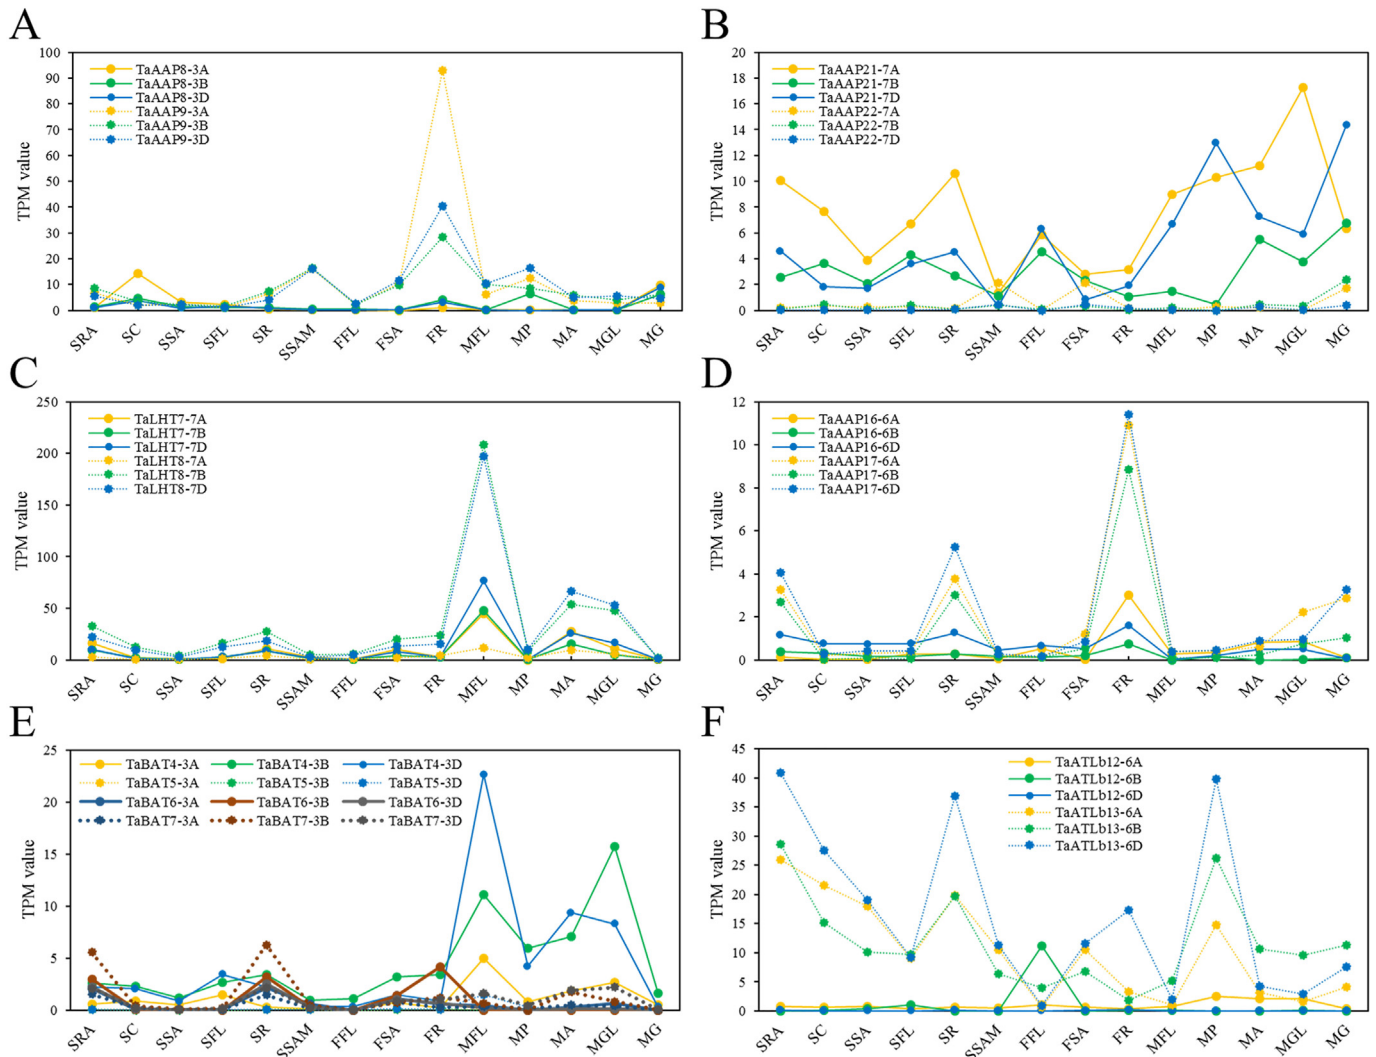 A
TPM value
100
90
80
70
60
50
40
30
20
10
0
TaAAP8-3A
TaAAP8-3B
TaAAP8-3D
TaAAP9-3A
TaAAP9-3B
TaAAP9-3D
SRA SC SSA SFL SR SSAM FFL FSA FR MFL MP MA MGL MG
B
TPM value
20
18
16
14
12
10
8
6
4
2
0
TaAAP21-7A
TaAAP21-7B
TaAAP21-7D
TaAAP22-7A
TaAAP22-7B
TaAAP22-7D
SRA SC SSA SFL SR SSAM FFL FSA FR MFL MP MA MGL MG
C
TPM value
250
200
150
100
50
0
TaLHT7-7A
TaLHT7-7B
TaLHT7-7D
TaLHT8-7A
TaLHT8-7B
TaLHT8-7D
SRA SC SSA SFL SR SSAM FFL FSA FR MFL MP MA MGL MG
D
TPM value
12
10
8
6
4
2
0
TaAAP16-6A
TaAAP16-6B
TaAAP16-6D
TaAAP17-6A
TaAAP17-6B
TaAAP17-6D
SRA SC SSA SFL SR SSAM FFL FSA FR MFL MP MA MGL MG
E
TPM value
25
20
15
10
5
0
TaBAT4-3A TaBAT4-3B TaBAT4-3D
TaBAT5-3A TaBAT5-3B TaBAT5-3D
TaBAT6-3A TaBAT6-3B TaBAT6-3D
TaBAT7-3A TaBAT7-3B TaBAT7-3D
SRA SC SSA SFL SR SSAM FFL FSA FR MFL MP MA MGL MG
F
TPM value
45
40
35
30
25
20
15
10
5
0
TaATLb12-6A
TaATLb12-6B
TaATLb12-6D
TaATLb13-6A
TaATLb13-6B
TaATLb13-6D
SRA SC SSA SFL SR SSAM FFL FSA FR MFL MP MA MGL MG